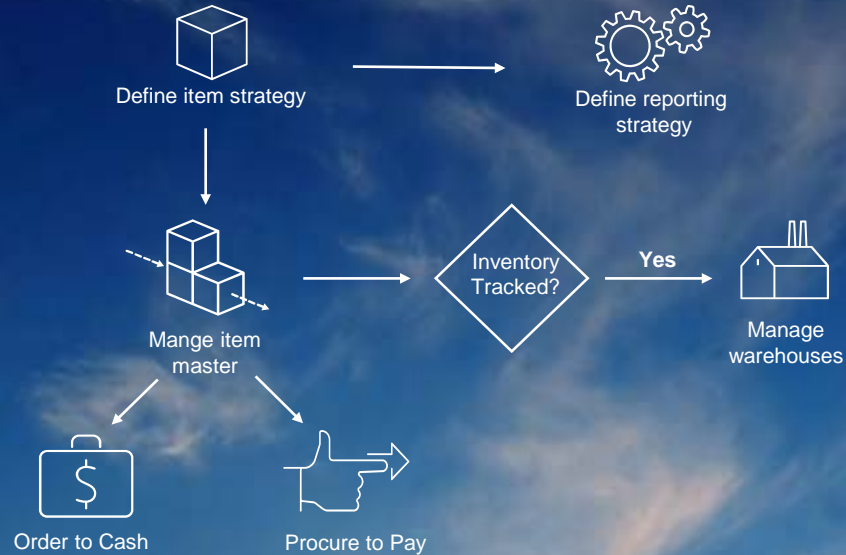 Define item strategy
Define reporting
strategy
Inventory
Tracked?
Yes
Mange item
master
Manage
warehouses
$
Order to Cash
Procure to Pay